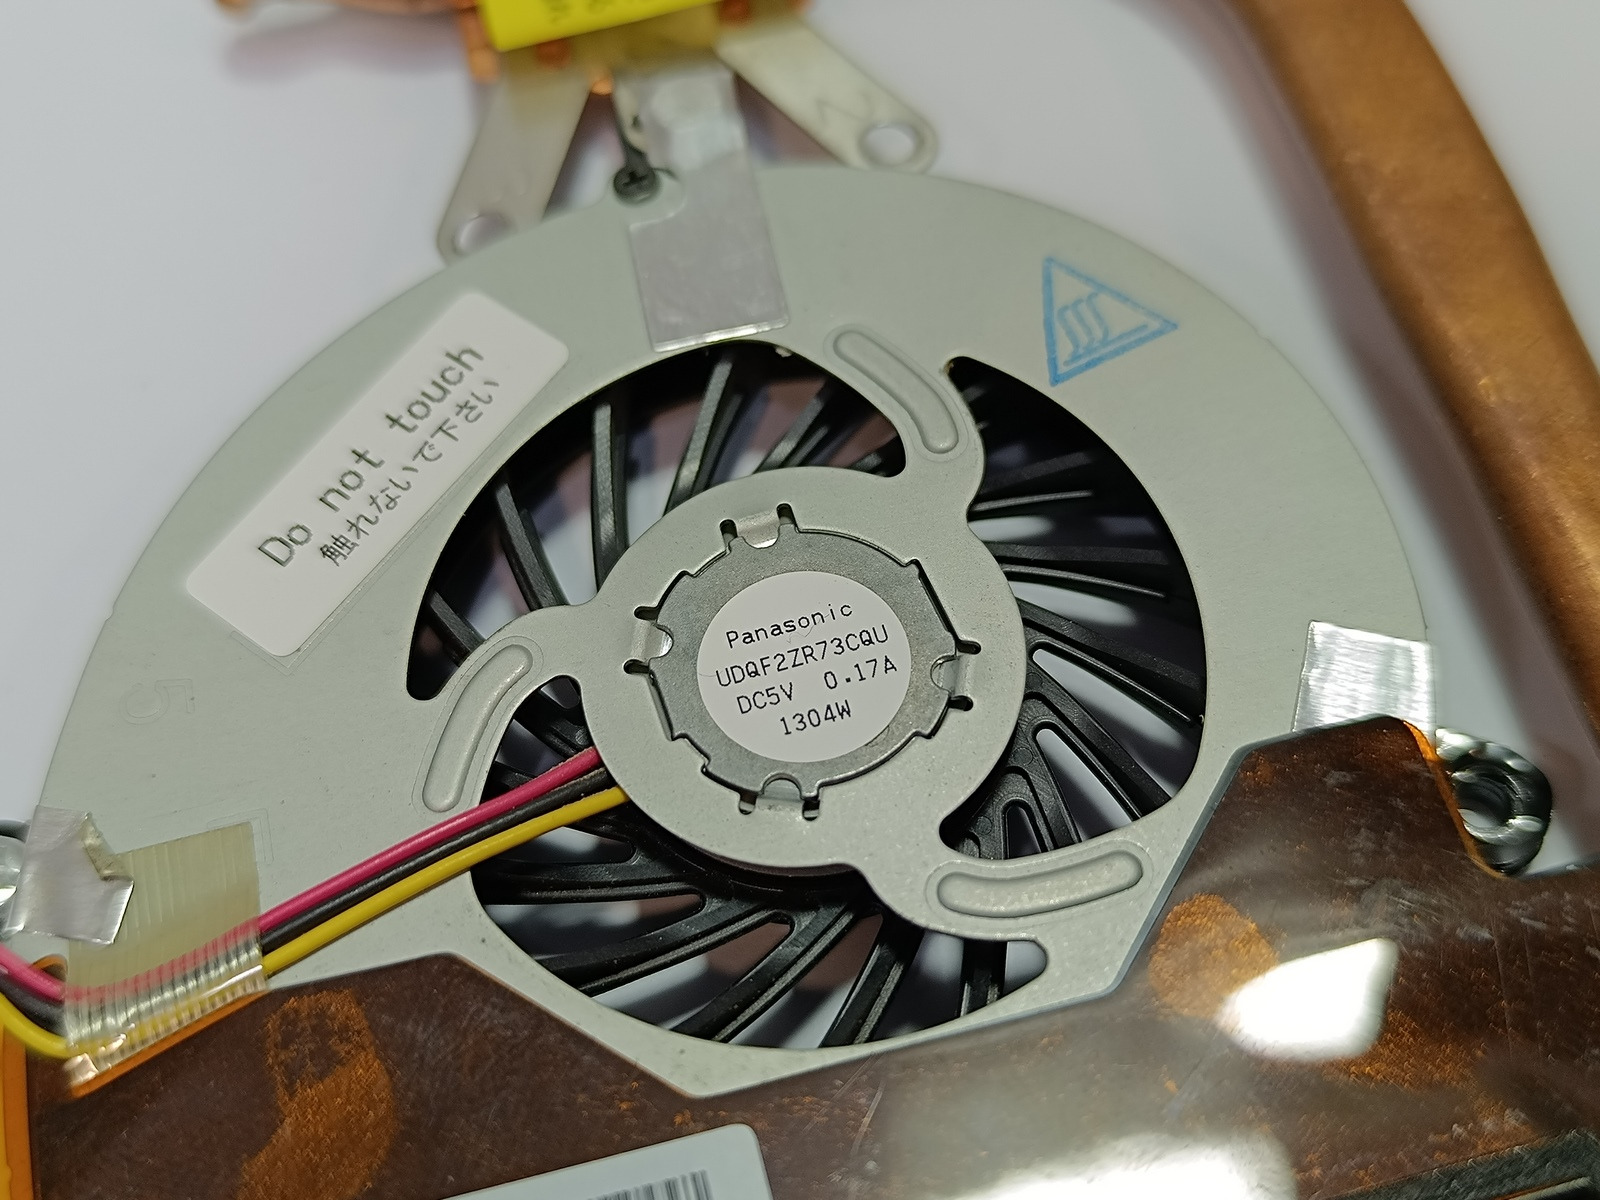 Do not touch
触れないで下さい
Panasonic
UDQF2ZR73CQU
DC5V 0.17A
1304W